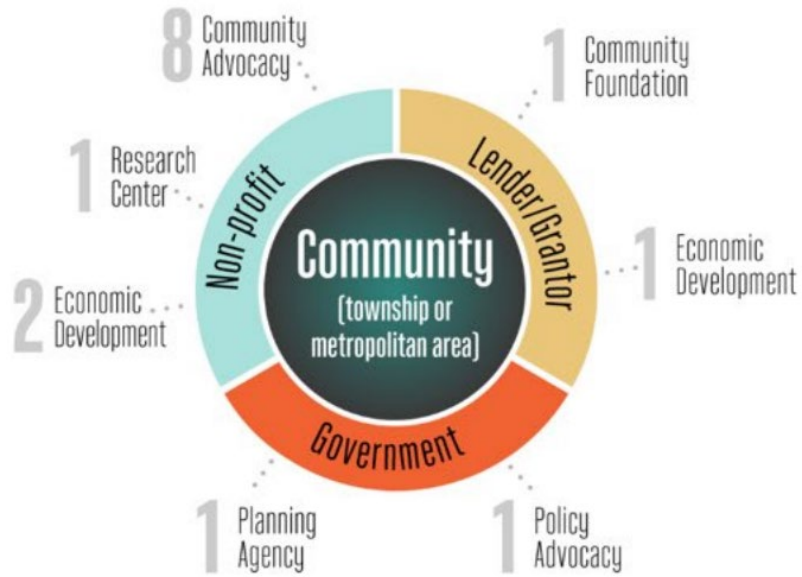 8 Community
Advocacy
1 Community
Foundation
1 Research
Center
Non-profit
Lender/Grantor
Community
(township or
metropolitan area)
1 Economic
Development
2 Economic
Development
Government
1 Planning
Agency
1 Policy
Advocacy